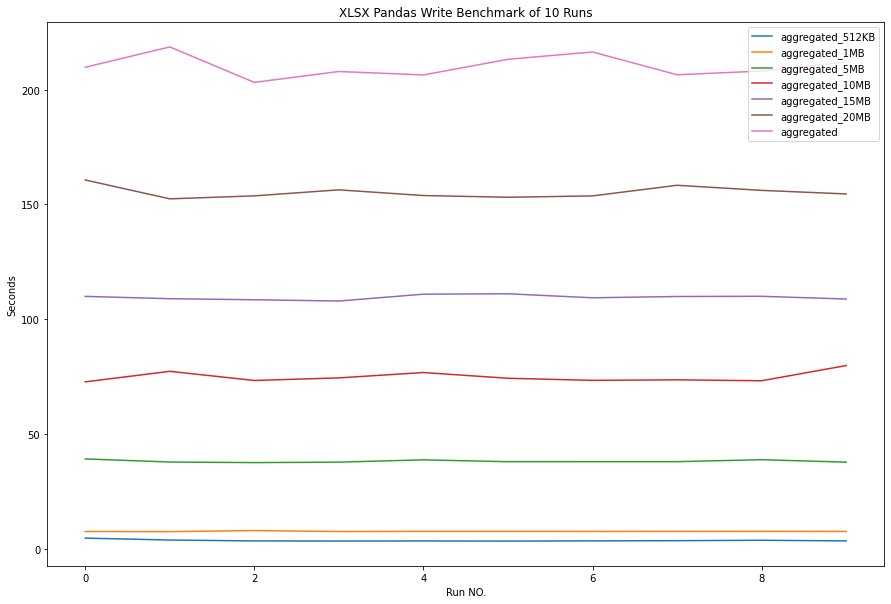 XLSX Pandas Write Benchmark of 10 Runs
aggregated_512KB
aggregated_1MB
aggregated_5MB
aggregated_10MB
aggregated_15MB
aggregated_20MB
aggregated
200
150
100
50
0
Seconds
0 2 4 6 8
Run NO.